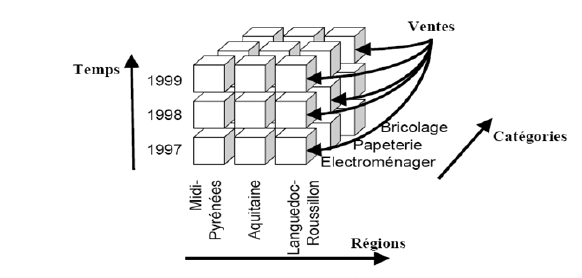 Ventes
Temps
1999
1998
1997
Bricolage
Papeterie
Electroménager
Catégories
Midi-
Pyrénées
Aquitaine
Languedoc-
Roussillon
Régions